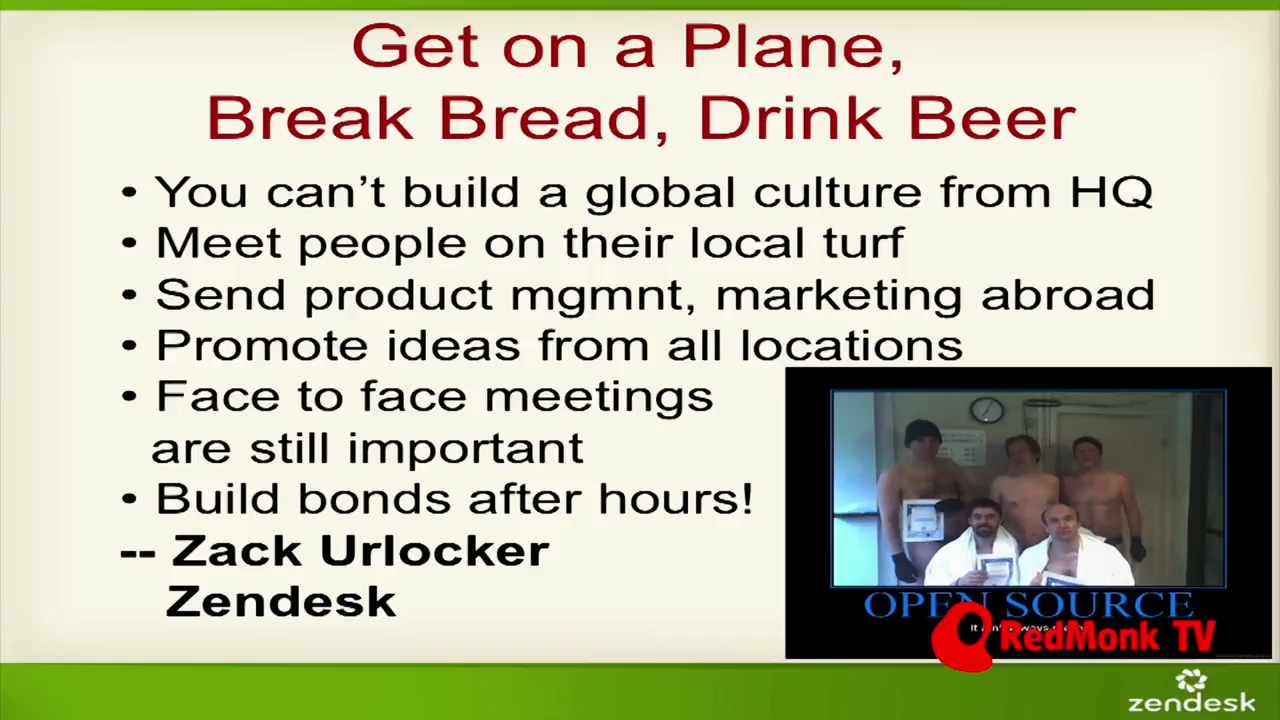 Get on a Plane,
Break Bread, Drink Beer
• You can't build a global culture from HQ
• Meet people on their local turf
• Send product mgmnt, marketing abroad
• Promote ideas from all locations
• Face to face meetings
are still important
• Build bonds after hours!
-- Zack Urlocker
Zendesk
OPEN SOURCE
RedMonk TV
zendesk